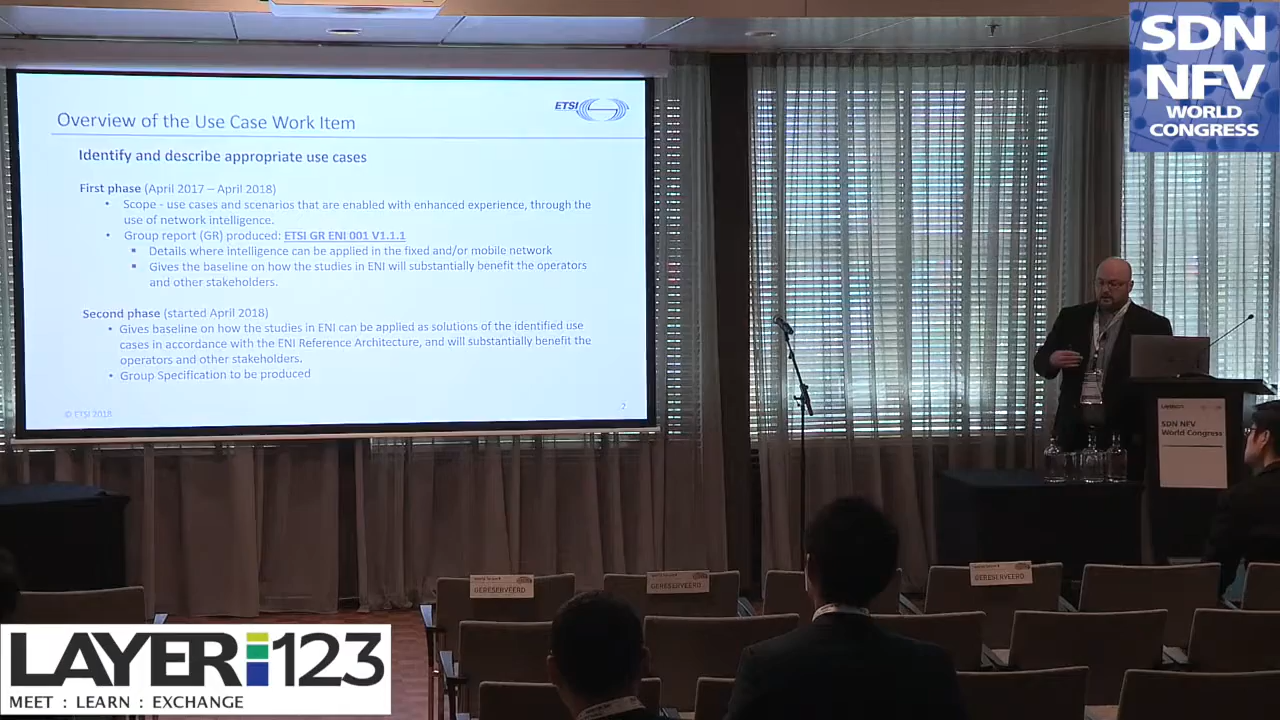 SDN
NFV
WORLD
CONGRESS
ETSI
Overview of the Use Case Work Item
Identify and describe appropriate use cases
First phase (April 2017 – April 2018)
• Scope - use cases and scenarios that are enabled with enhanced experience, through the
use of network intelligence.
• Group report (GR) produced: ETSI GR ENI 001 V1.1.1
▪ Details where intelligence can be applied in the fixed and/or mobile network
▪ Gives the baseline on how the studies in ENI will substantially benefit the operators
and other stakeholders.
Second phase (started April 2018)
• Gives baseline on how the studies in ENI can be applied as solutions of the identified use
cases in accordance with the ENI Reference Architecture, and will substantially benefit the
operators and other stakeholders.
• Group Specification to be produced
© ETSI 2018
2
SDN NFV
World Congress
GERESERVEERD
GERESERVEERD
GERESERVEERD
LAYER 123
MEET : LEARN : EXCHANGE